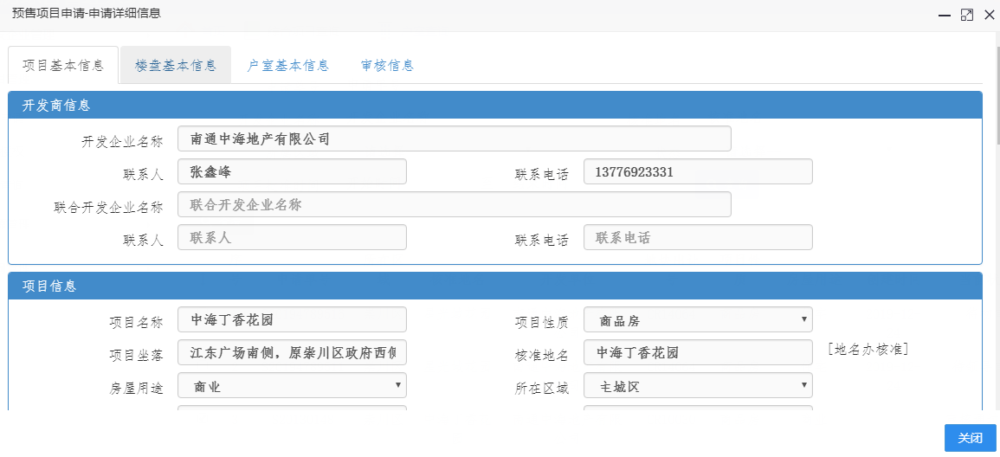 预售项目申请-申请详细信息
项目基本信息 楼盘基本信息 户室基本信息 审核信息
开发商信息
开发企业名称 南通中海地产有限公司
联系人 张鑫峰 联系电话 13776923331
联合开发企业名称 联合开发企业名称
联系人 联系人 联系电话 联系电话
项目信息
项目名称 中海丁香花园 项目性质 商品房
项目坐落 江东广场南侧，原崇川区政府西侧 核准地名 中海丁香花园 [地名办核准]
房屋用途 商业 所在区域 主城区
关闭